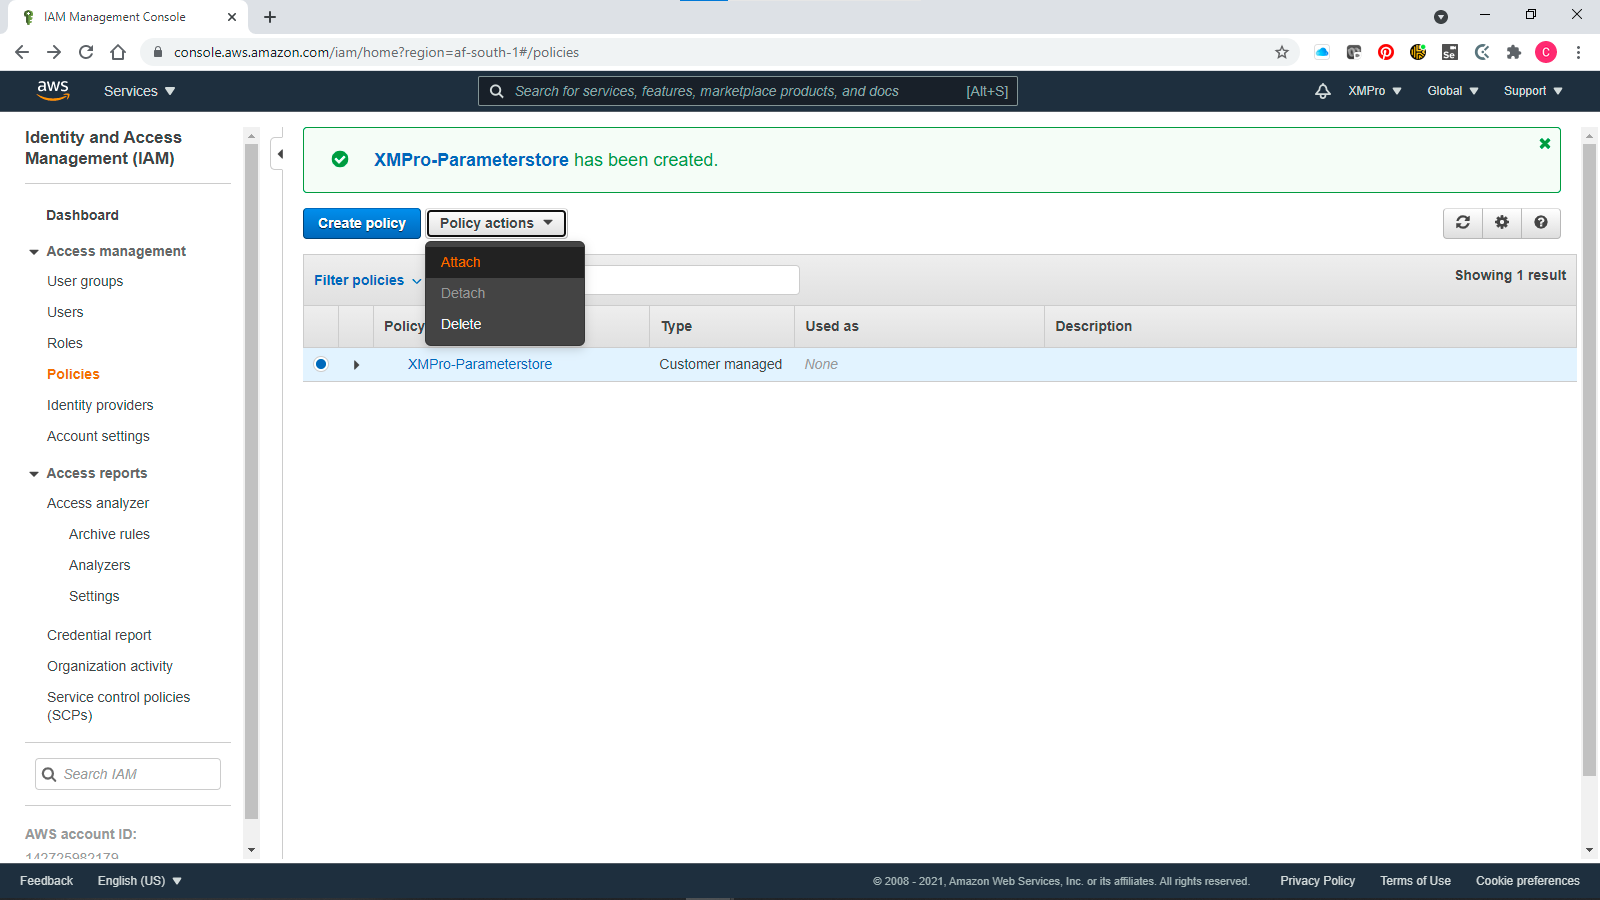 IAM Management Console
console.aws.amazon.com/iam/home?region=af-south-1#/policies
Se
C
aws
Services
Search for services, features, marketplace products, and docs [Alt+S]
XMPro
Global
Support
Identity and Access
Management (IAM)
Dashboard
Access management
User groups
Users
Roles
Policies
Identity providers
Account settings
Access reports
Access analyzer
Archive rules
Analyzers
Settings
Credential report
Organization activity
Service control policies
(SCPs)
Search IAM
AWS account ID:
142725982179
XMPro-Parameterstore has been created.
Create policy
Policy actions
Attach
Detach
Delete
Filter policies
Showing 1 result
Policy Type Used as Description
XMPro-Parameterstore Customer managed None
Feedback
English (US)
© 2008 - 2021, Amazon Web Services, Inc. or its affiliates. All rights reserved.
Privacy Policy
Terms of Use
Cookie preferences